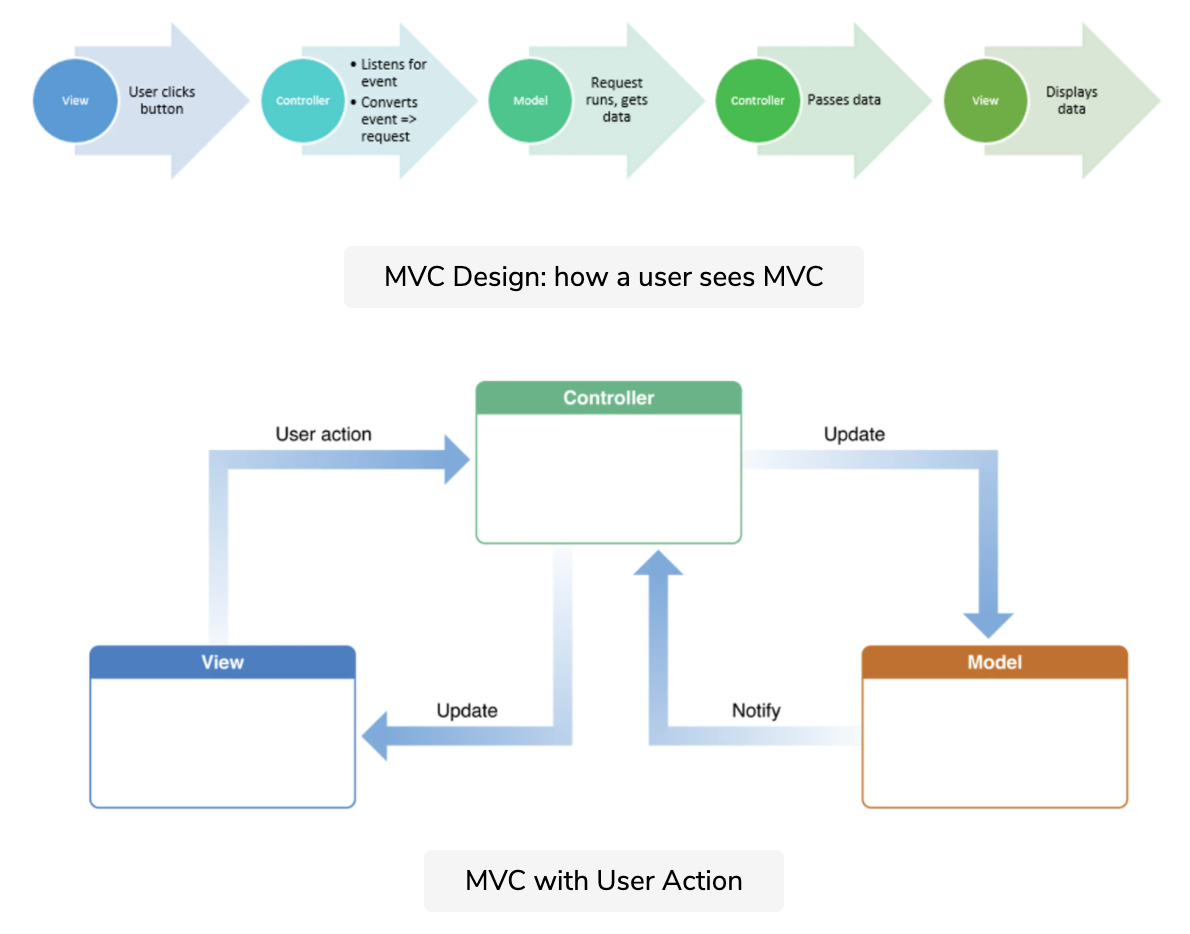 View
User clicks
button
Controller
• Listens for
event
• Converts
event =>
request
Model
Request
runs, gets
data
Controller
Passes data
View
Displays
data
MVC Design: how a user sees MVC
Controller
User action
Update
View
Model
Update
Notify
MVC with User Action